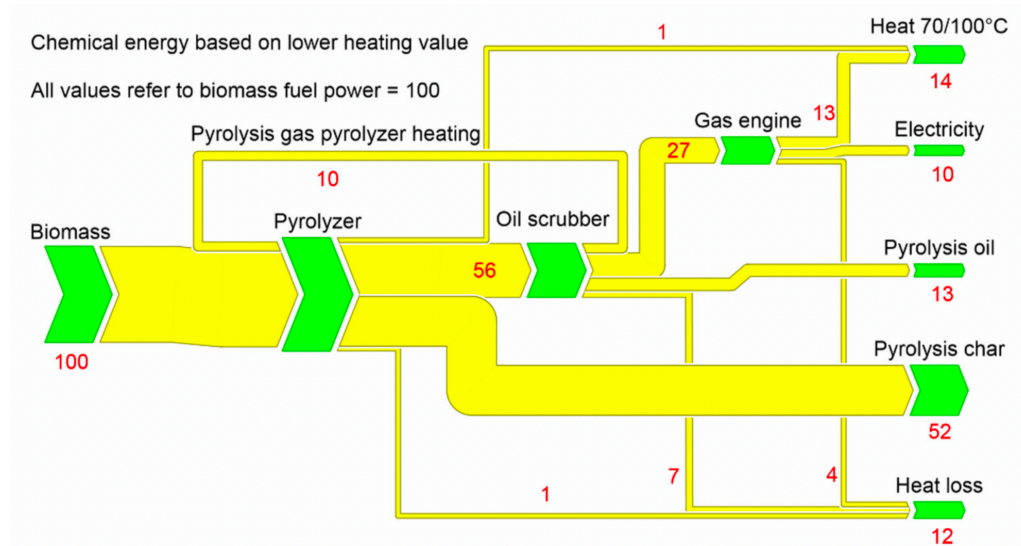 Chemical energy based on lower heating value
1
Heat 70/100°C
14
All values refer to biomass fuel power = 100
Pyrolysis gas pyrolyzer heating
10
Gas engine
27
13
Electricity
10
Biomass
100
Pyrolyzer
Oil scrubber
56
Pyrolysis oil
13
Pyrolysis char
52
1
7
4
Heat loss
12